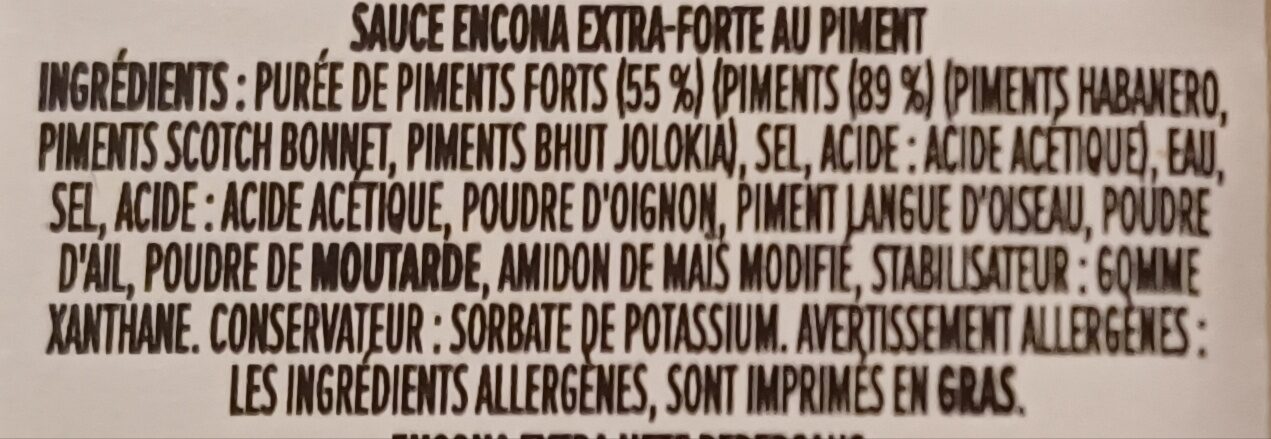 SAUCE ENCONA EXTRA-FORTE AU PIMENT
INGRÉDIENTS : PURÉE DE PIMENTS FORTS (55 %) (PIMENTS (89 %) (PIMENTS HABANERO,
PIMENTS SCOTCH BONNET, PIMENTS BHUT JOLOKIA), SEL, ACIDE : ACIDE ACÉTIQUE), EAU,
SEL, ACIDE : ACIDE ACÉTIQUE, POUDRE D'OIGNON, PIMENT LANGUE D'OISEAU, POUDRE
D'AIL, POUDRE DE MOUTARDE, AMIDON DE MAÏS MODIFIÉ, STABILISATEUR : GOMME
XANTHANE. CONSERVATEUR : SORBATE DE POTASSIUM. AVERTISSEMENT ALLERGÈNES :
LES INGRÉDIENTS ALLERGÈNES, SONT IMPRIMÉS EN GRAS.